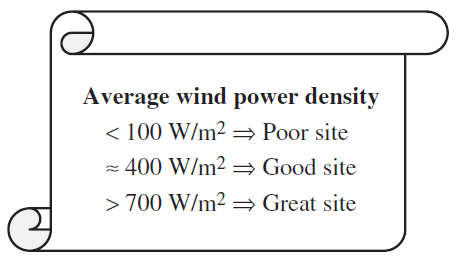 Average wind power density
< 100 W/m² ⇒ Poor site
≈ 400 W/m² ⇒ Good site
> 700 W/m² ⇒ Great site